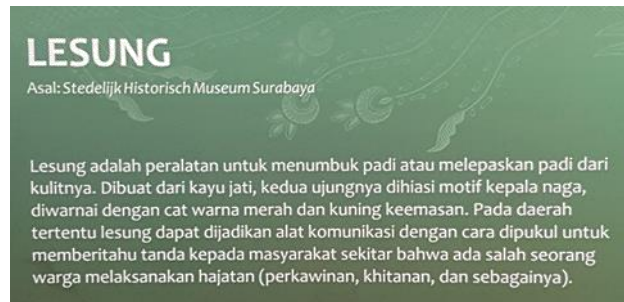 LESUNG
Asal: Stedelijk Historisch Museum Surabaya
Lesung adalah peralatan untuk menumbuk padi atau melepaskan padi dari
kulitnya. Dibuat dari kayu jati, kedua ujungnya dihiasi motif kepala naga,
diwarnai dengan cat warna merah dan kuning keemasan. Pada daerah
tertentu lesung dapat dijadikan alat komunikasi dengan cara dipukul untuk
memberitahu tanda kepada masyarakat sekitar bahwa ada salah seorang
warga melaksanakan hajatan (perkawinan, khitanan, dan sebagainya).